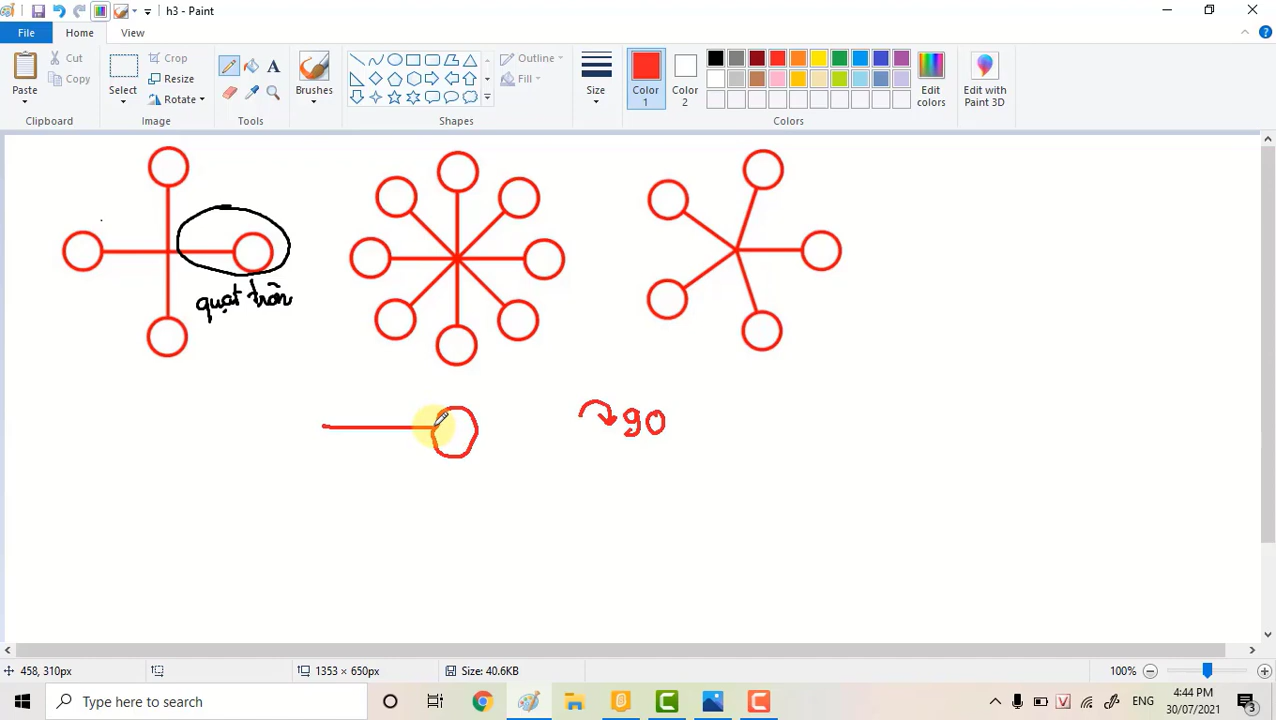 h3 - Paint
File Home View
Paste Cut Copy Clipboard
Select Crop Resize Rotate Image
A Tools
Brushes
Outline Fill Shapes
Size
Color 1 Color 2 Edit colors Colors
Edit with Paint 3D
quạt tròn
90
458, 310px 1353 × 650px Size: 40.6KB 100%
Type here to search
V ENG 4:44 PM 30/07/2021 3